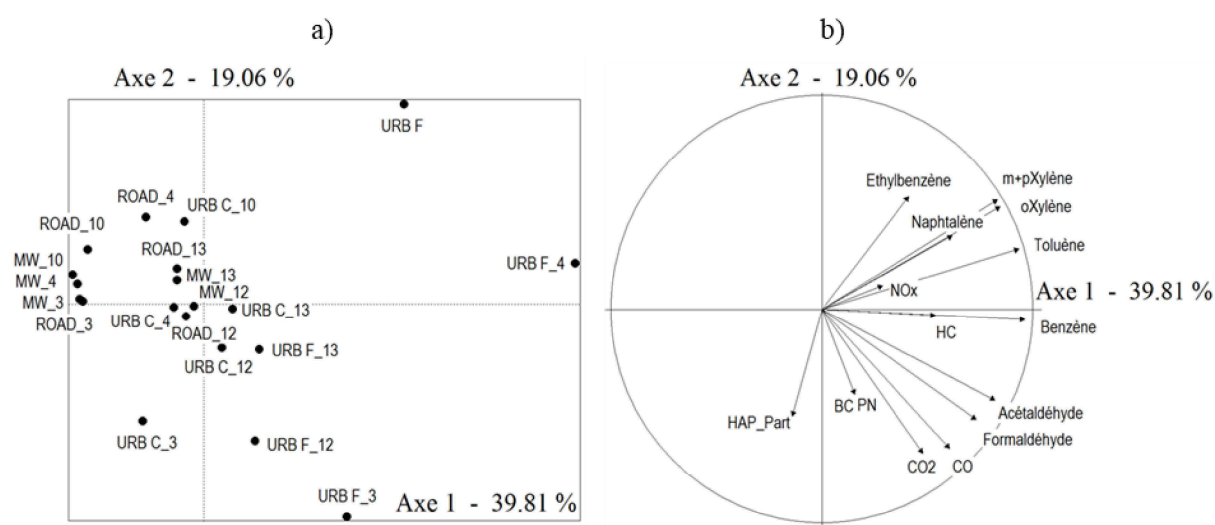 a)
Axe 2 - 19.06 %
URB F
ROAD_4
URB C_10
ROAD_10
ROAD_13
MW_10
MW_13
URB F_4
MW_4
MW_12
MW_3
URB C_13
ROAD_3
URB C_4
ROAD_12
URB F_13
URB C_12
URB C_3
URB F_12
URB F_3
Axe 1 - 39.81 %
b)
Axe 2 - 19.06 %
Ethylbenzène
m+pXylène
oXylène
Naphtalène
Toluène
NOx
Axe 1 - 39.81 %
HC
Benzène
BC PN
HAP_Part
Acétaldéhyde
Formaldéhyde
CO2
CO